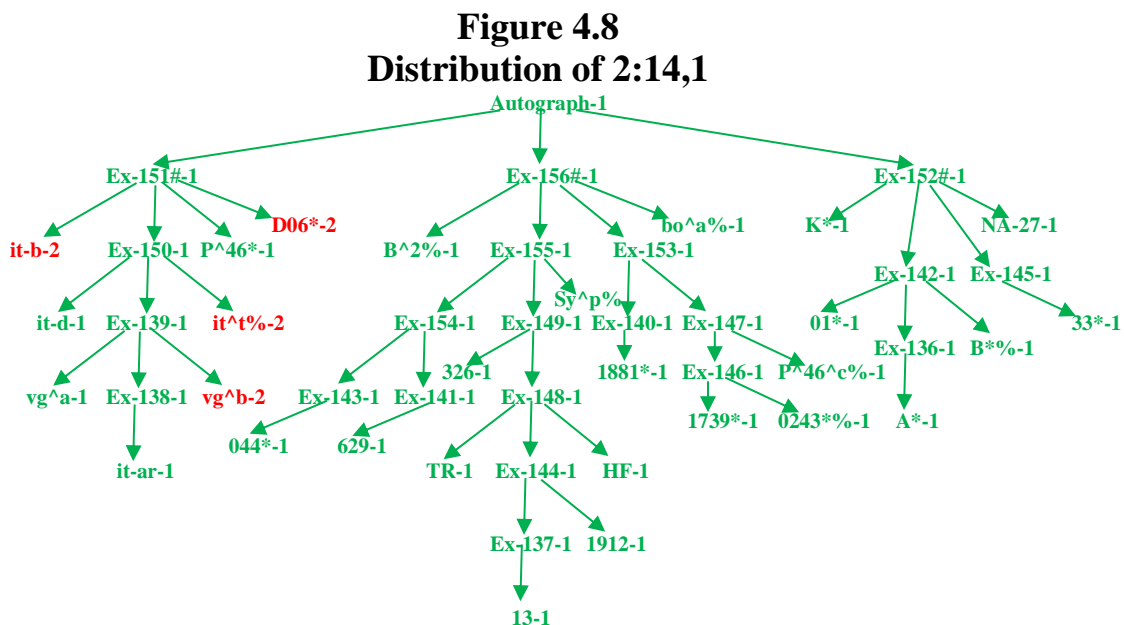 Figure 4.8
Distribution of 2:14,1
Autograph-1
Ex-151#-1 Ex-156#-1 Ex-152#-1
D06*-2 bo^a%-1 K*-1 NA-27-1
it-b-2 Ex-150-1 P^46*-1 B^2%-1 Ex-155-1 Ex-153-1
Ex-142-1 Ex-145-1
Sy^p%
it-d-1 Ex-139-1 it^t%-2 Ex-154-1 Ex-149-1 Ex-140-1 Ex-147-1 01*-1 33*-1
Ex-136-1 B*%-1
326-1 1881*-1 Ex-146-1 P^46^c%-1
vg^a-1 Ex-138-1 vg^b-2 Ex-143-1 Ex-141-1 Ex-148-1
1739*-1 0243*%-1 A*-1
044*-1 629-1
it-ar-1 TR-1 Ex-144-1 HF-1
Ex-137-1 1912-1
13-1